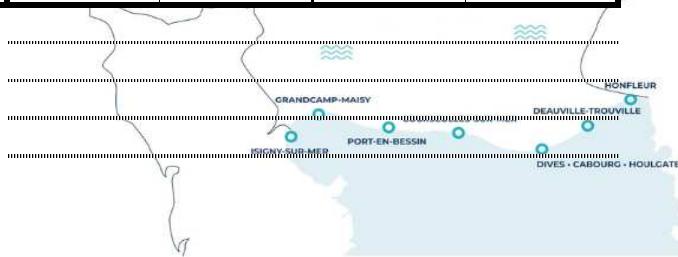 HONFLEUR
GRANDCAMP-MAISY
DEAUVILLE-TROUVILLE
PORT-EN-BESSIN
ISIGNY-SUR-MER
DIVES • CABOURG • HOULGATE